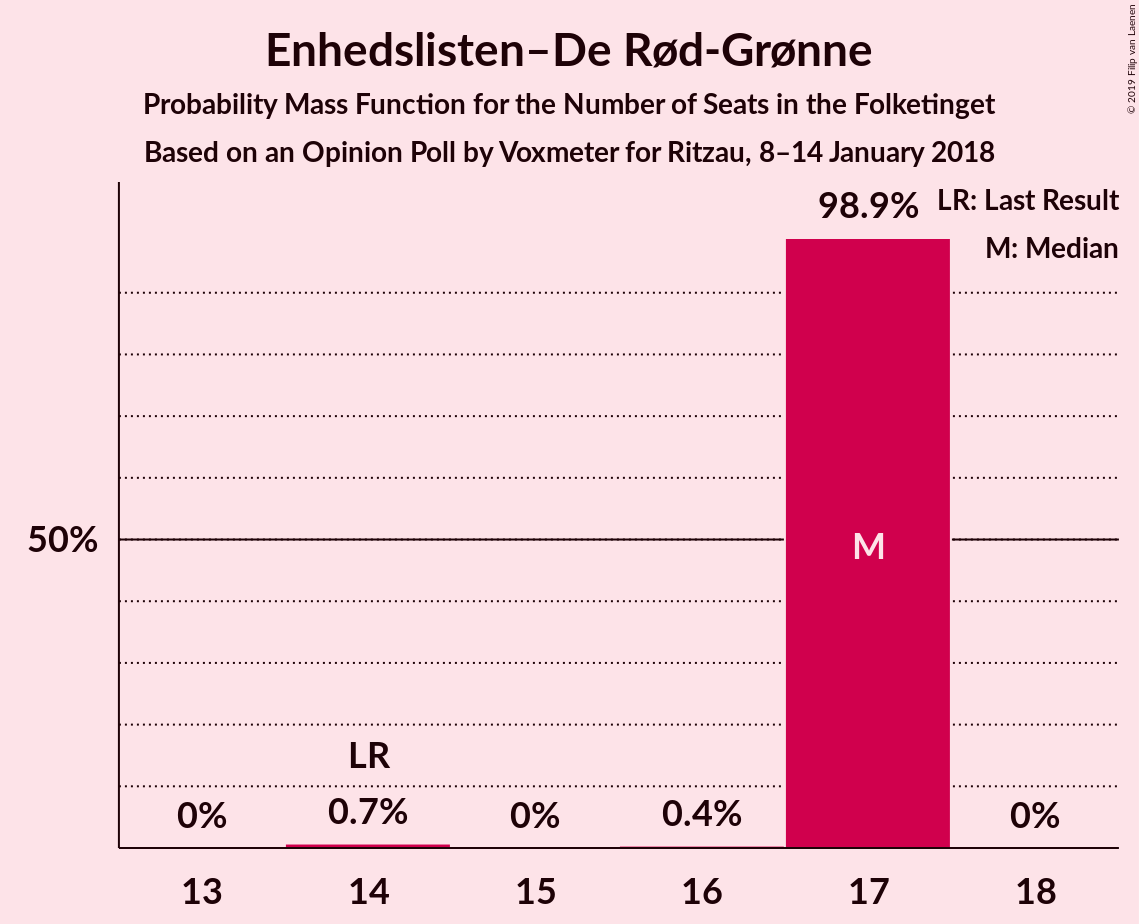 Enhedslisten–De Rød-Grønne
Probability Mass Function for the Number of Seats in the Folketinget
Based on an Opinion Poll by Voxmeter for Ritzau, 8–14 January 2018
© 2019 Filip van Laenen
LR: Last Result
M: Median
98.9%
50%
M
LR
0%
0.7%
0%
0.4%
0%
13
14
15
16
17
18